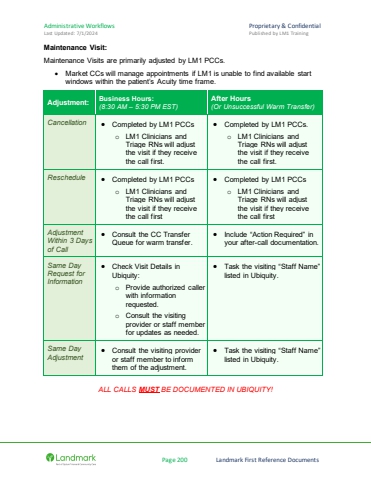 Administrative Workflows
Proprietary & Confidential
Last Updated: 7/1/2024
Published by LMK Training
Maintenance Visit:
Maintenance Visits are primarily adjusted by LM1 PCCs.
• Market CCs will manage appointments if LM1 is unable to find available start
windows within the patient's Acuity time frame.
Adjustment:
Business Hours:
(8:30 AM – 5:30 PM EST)
After Hours
(Or Unsuccessful Warm Transfer)
Cancellation
• Completed by LM1 PCCs
o LM1 Clinicians and
Triage RNs will adjust
the visit if they receive
the call first.
• Completed by LM1 PCCs.
o LM1 Clinicians and
Triage RNs will adjust
the visit if they receive
the call first.
Reschedule
• Completed by LM1 PCCs
o LM1 Clinicians and
Triage RNs will adjust
the visit if they receive
the call first
• Completed by LM1 PCCs
o LM1 Clinicians and
Triage RNs will adjust
the visit if they receive
the call first
Adjustment
Within 3 Days
of Call
• Consult the CC Transfer
Queue for warm transfer.
• Include "Action Required" in
your after-call documentation.
Same Day
Request for
Information
• Check Visit Details in
Ubiquity:
o Provide authorized caller
with information
requested.
o Consult the visiting
provider or staff member
for updates as needed.
• Task the visiting "Staff Name"
listed in Ubiquity.
Same Day
Adjustment
• Consult the visiting provider
or staff member to inform
them of the adjustment.
• Task the visiting "Staff Name"
listed in Ubiquity.
ALL CALLS MUST BE DOCUMENTED IN UBIQUITY!
Landmark
Page 200
Landmark First Reference Documents